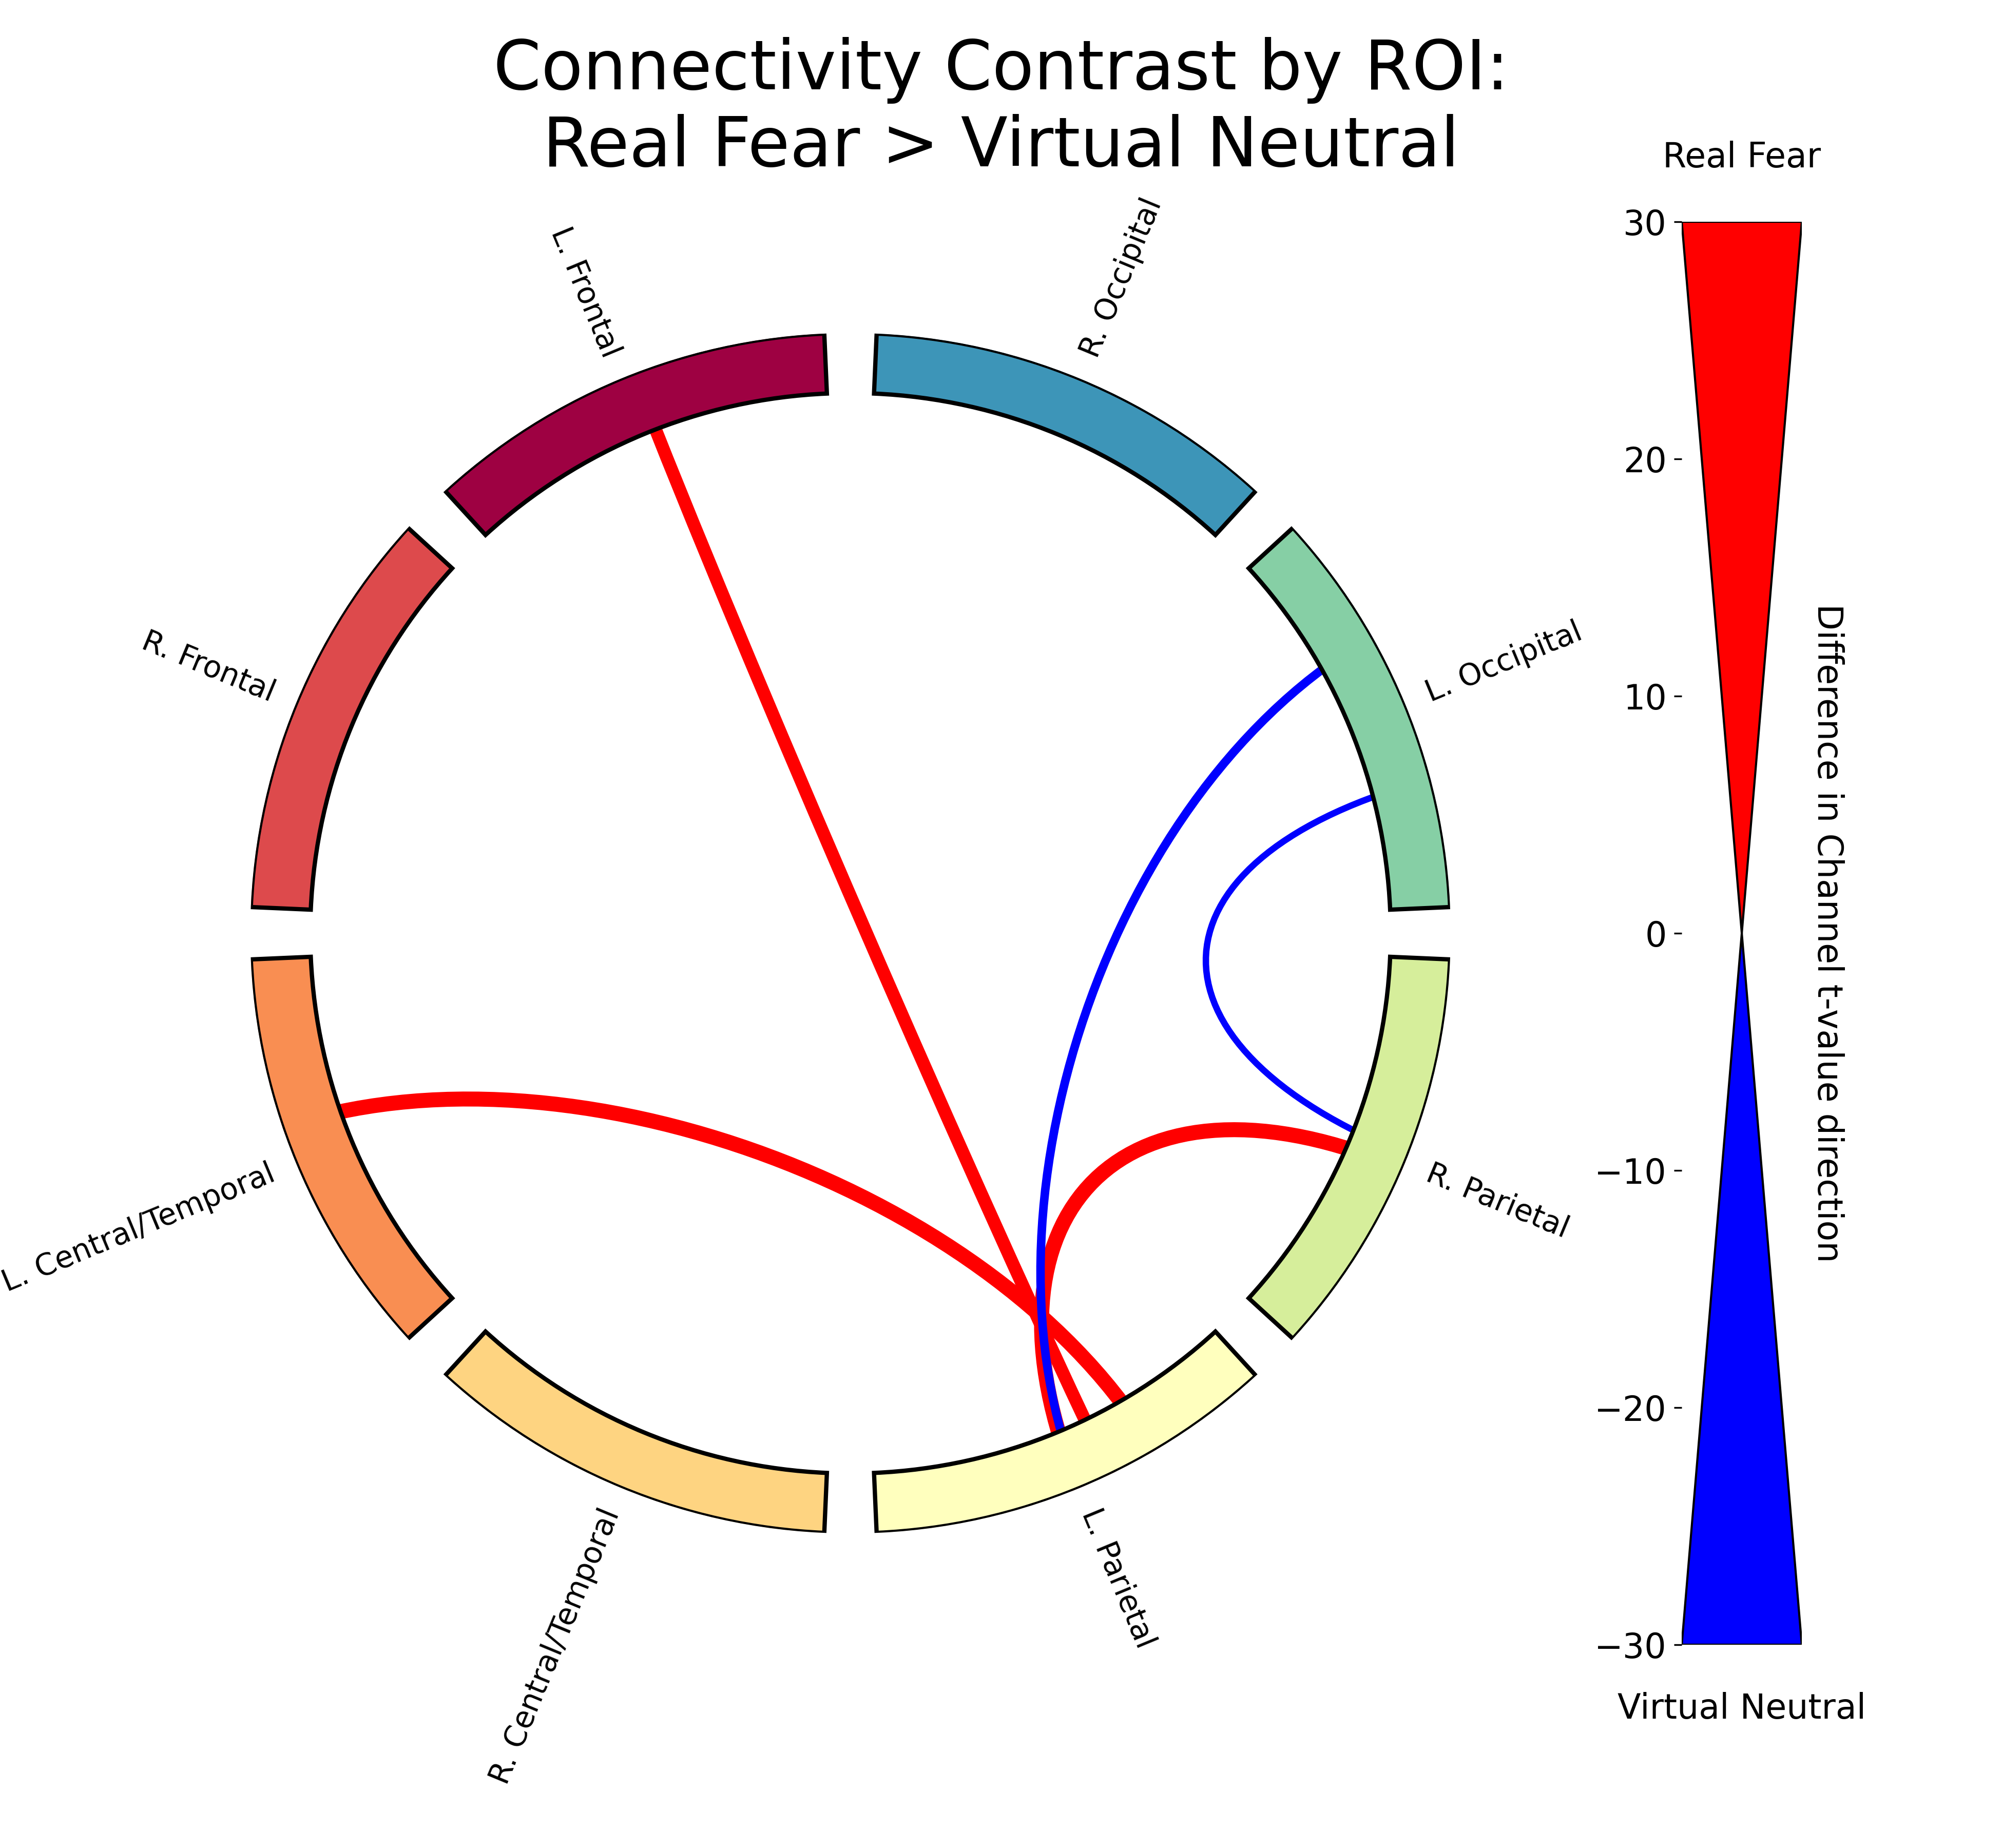 Connectivity Contrast by ROI:
Real Fear > Virtual Neutral
Real Fear
30
20
10
0
−10
−20
−30
Virtual Neutral
Difference in Channel t-value direction
L. Frontal
R. Occipital
R. Frontal
L. Occipital
L. Central/Temporal
R. Parietal
R. Central/Temporal
L. Parietal